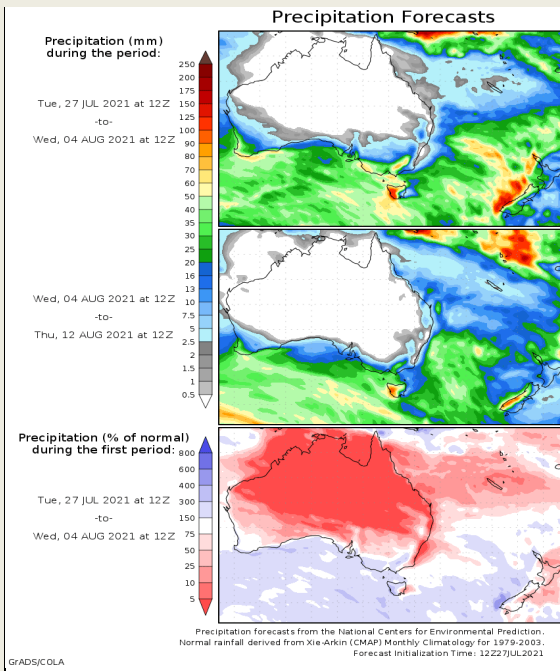 Precipitation Forecasts
Precipitation (mm)
during the period:
Tue, 27 JUL 2021 at 12Z
-to-
Wed, 04 AUG 2021 at 12Z
250
200
175
150
125
100
90
80
70
60
50
40
35
30
25
20
16
13
10
7.5
5
2.5
2
1.5
1
0.5
Wed, 04 AUG 2021 at 12Z
-to-
Thu, 12 AUG 2021 at 12Z
Precipitation (% of normal)
during the first period:
Tue, 27 JUL 2021 at 12Z
-to-
Wed, 04 AUG 2021 at 12Z
800
600
400
300
150
75
50
25
10
5
Precipitation forecasts from the National Centers for Environmental Prediction.
Normal rainfall derived from Xie-Arkin (CMAP) Monthly Climatology for 1979-2003.
Forecast Initialization Time: 12Z27JUL2021
GrADS/COLA